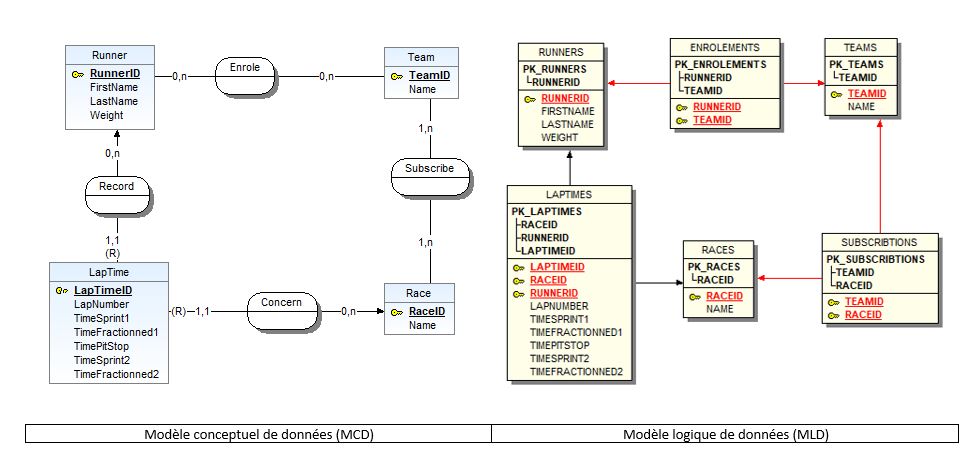 Runner
RunnerID
FirstName
LastName
Weight
0,n
Enrole
0,n
Team
TeamID
Name
0,n
Record
1,1
(R)
1,n
Subscribe
1,n
LapTime
LapTimeID
LapNumber
TimeSprint1
TimeFractionned1
TimePitStop
TimeSprint2
TimeFractionned2
(R)
1,1
Concern
0,n
Race
RaceID
Name
RUNNERS
PK_RUNNERS
RUNNERID
RUNNERID
FIRSTNAME
LASTNAME
WEIGHT
ENROLEMENTS
PK_ENROLEMENTS
RUNNERID
TEAMID
RUNNERID
TEAMID
TEAMS
PK_TEAMS
TEAMID
TEAMID
NAME
LAPTIMES
PK_LAPTIMES
RACEID
RUNNERID
LAPTIMEID
LAPTIMEID
RACEID
RUNNERID
LAPNUMBER
TIMESPRINT1
TIMEFRACTIONNED1
TIMEPITSTOP
TIMESPRINT2
TIMEFRACTIONNED2
RACES
PK_RACES
RACEID
RACEID
NAME
SUBSCRIBTIONS
PK_SUBSCRIBTIONS
TEAMID
RACEID
TEAMID
RACEID
Modèle conceptuel de données (MCD)
Modèle logique de données (MLD)